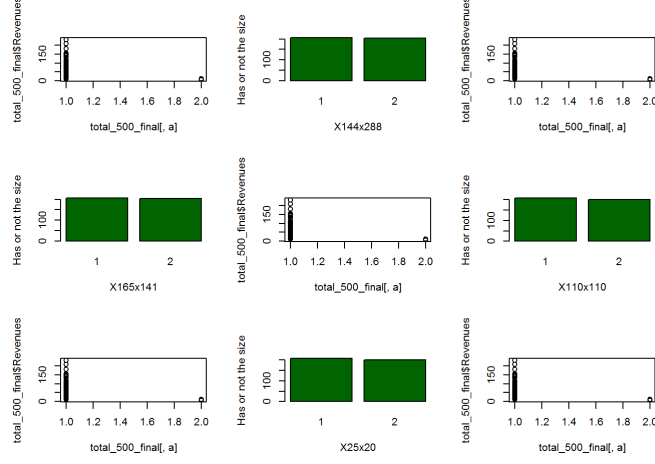 total_500_final$Revenues
0 150
1.0 1.2 1.4 1.6 1.8 2.0
total_500_final[, a]
Has or not the size
0 100
1 2
X144x288
total_500_final$Revenues
0 150
1.0 1.2 1.4 1.6 1.8 2.0
total_500_final[, a]
Has or not the size
0 100
1 2
X165x141
total_500_final$Revenues
0 150
1.0 1.2 1.4 1.6 1.8 2.0
total_500_final[, a]
Has or not the size
0 100
1 2
X110x110
total_500_final$Revenues
0 150
1.0 1.2 1.4 1.6 1.8 2.0
total_500_final[, a]
Has or not the size
0 100
1 2
X25x20
total_500_final$Revenues
0 150
1.0 1.2 1.4 1.6 1.8 2.0
total_500_final[, a]